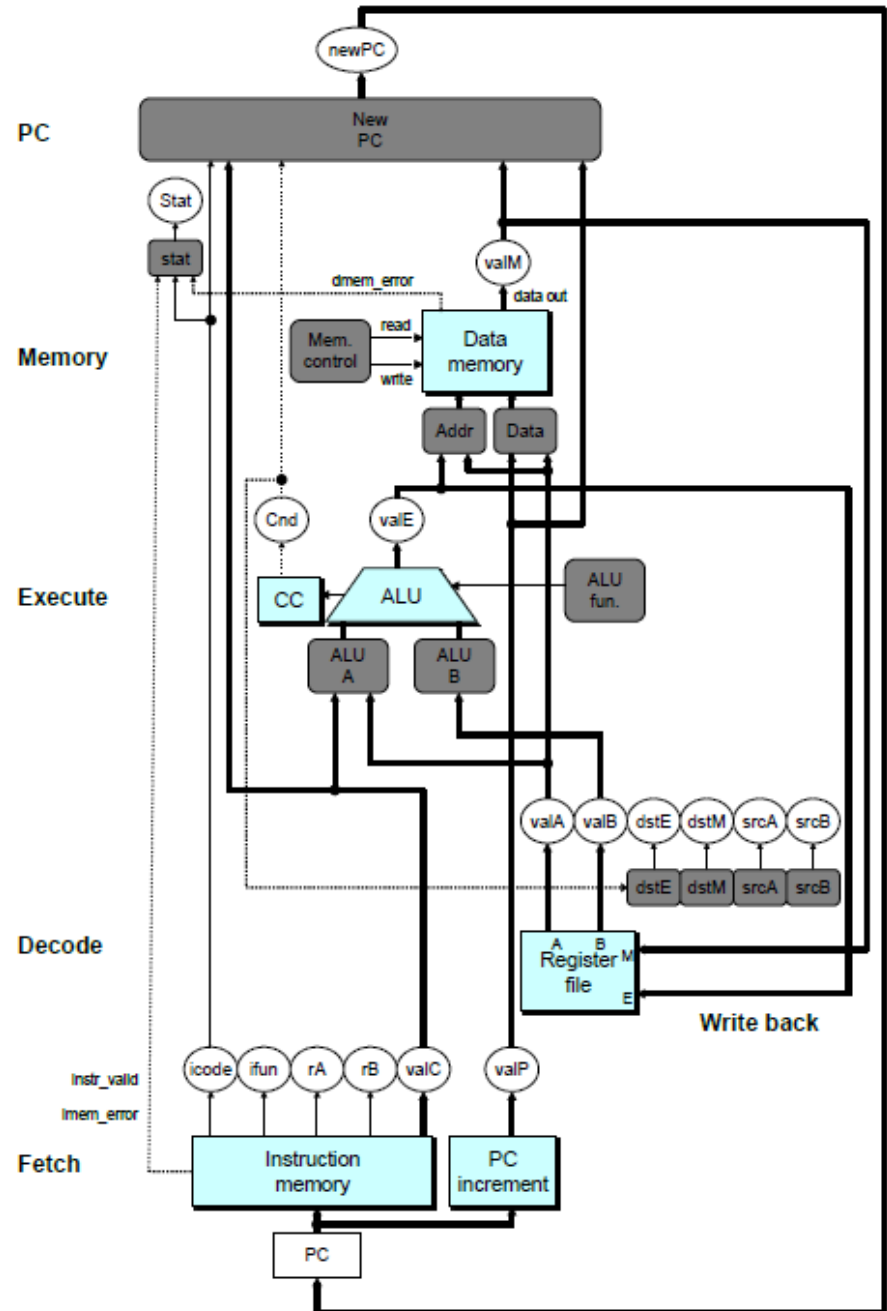 newPC
PC
New
PC
Stat
stat
valM
dmem_error
data out
Memory
Mem.
control
read
write
Data
memory
Addr
Data
Cnd
valE
Execute
CC
ALU
ALU
fun.
ALU
A
ALU
B
valA
valB
dstE
dstM
srcA
srcB
dstE
dstM
srcA
srcB
Decode
A
B
M
Register
file
E
Write back
icode
ifun
rA
rB
valC
valP
Instr_valid
Imem_error
Fetch
Instruction
memory
PC
increment
PC